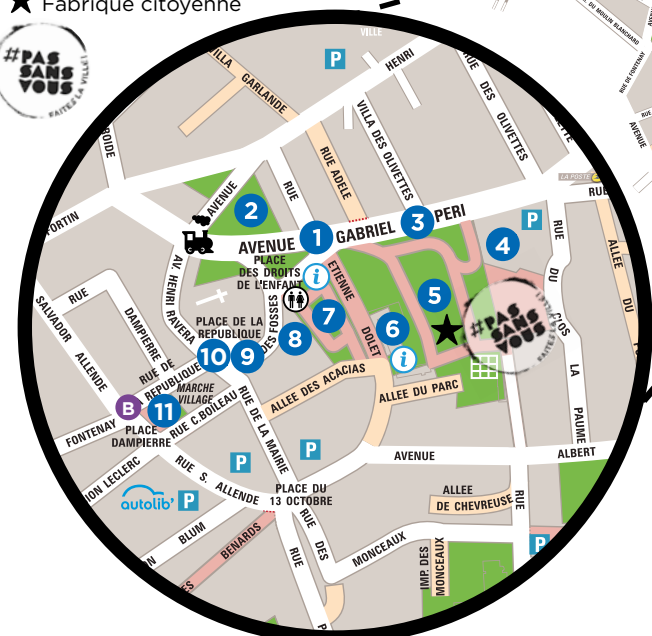 ★ Fabrique citoyenne
#PAS
SANS
VOUS
FAITES LA VILLE!
VILLE
P
HENRI
VILLA
GARLANDE
VILLA DES OLIVETTES
RUE DES OLIVETTES
DU MOULIN BLANCHARD
RUE DE FONTENAY
AVENUE
RUE ADELE
RUE
AVENUE
2
LA POSTE
RUE
P
3
PERI
GABRIEL
1
AVENUE
4
RUE DU CLOS LA PAUME
ALLEE DU
PLACE
DES DROITS
DE L'ENFANT
i
ETIENNE DOLET
5
#PAS
SANS
VOUS
AV. HENRI RAVERA
RUE DAMPIERRE
SALVADOR ALLENDE
PLACE DE LA
REPUBLIQUE
DES FOSSES
7
8
6
i
10
9
RUE DE
REPUBLIQUE
MARCHE
VILLAGE
B
11
FONTENAY
PLACE
DAMPIERRE
RUE C.BOILEAU
RUE DE LA MAIRIE
ALLEE DES ACACIAS
ALLEE DU PARC
ION LECLERC
RUE S. ALLENDE
P
P
AVENUE
ALBERT
autolib'
P
PLACE DU
13 OCTOBRE
ALLEE
DE CHEVREUSE
RUE
N BLUM
BENARDS
RUE DES
MONCEAUX
RUE
IMP. DES
MONCEAUX
P